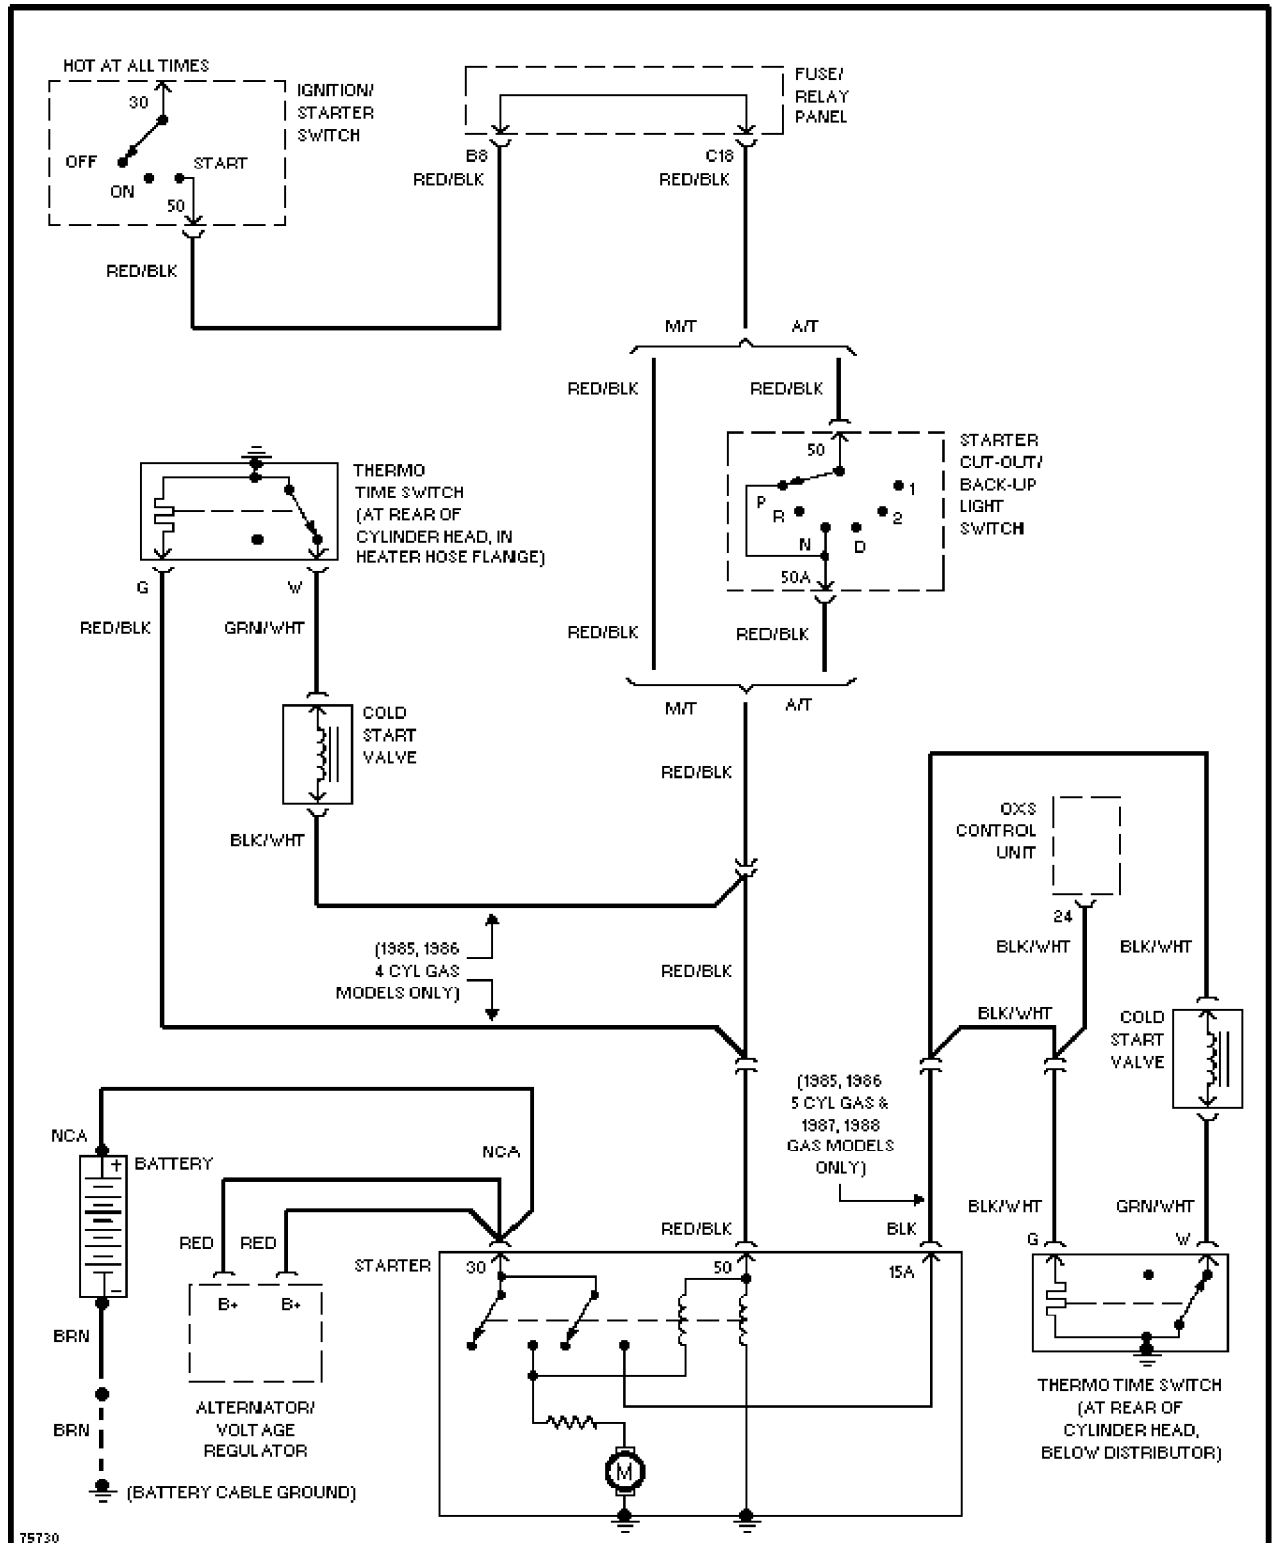 HOT AT ALL TIMES
30
IGNITION/
STARTER
SWITCH
OFF
START
ON
50
RED/BLK
FUSE/
RELAY
PANEL
B8
C18
RED/BLK
RED/BLK
M/T
A/T
RED/BLK
RED/BLK
50
STARTER
CUT-OUT/
BACK-UP
LIGHT
SWITCH
P
R
N
D
2
1
50A
THERMO
TIME SWITCH
(AT REAR OF
CYLINDER HEAD, IN
HEATER HOSE FLANGE)
G
W
RED/BLK
GRN/WHT
RED/BLK
RED/BLK
M/T
A/T
COLD
START
VALVE
RED/BLK
BLK/WHT
OXS
CONTROL
UNIT
24
BLK/WHT
BLK/WHT
(1985, 1986
4 CYL GAS
MODELS ONLY)
RED/BLK
BLK/WHT
COLD
START
VALVE
(1985, 1986
5 CYL GAS &
1987, 1988
GAS MODELS
ONLY)
NCA
+
BATTERY
-
NCA
RED
RED
RED/BLK
BLK
BLK/WHT
GRN/WHT
G
W
STARTER
30
50
15A
B+
B+
BRN
ALTERNATOR/
VOLTAGE
REGULATOR
BRN
M
(BATTERY CABLE GROUND)
THERMO TIME SWITCH
(AT REAR OF
CYLINDER HEAD,
BELOW DISTRIBUTOR)
75730